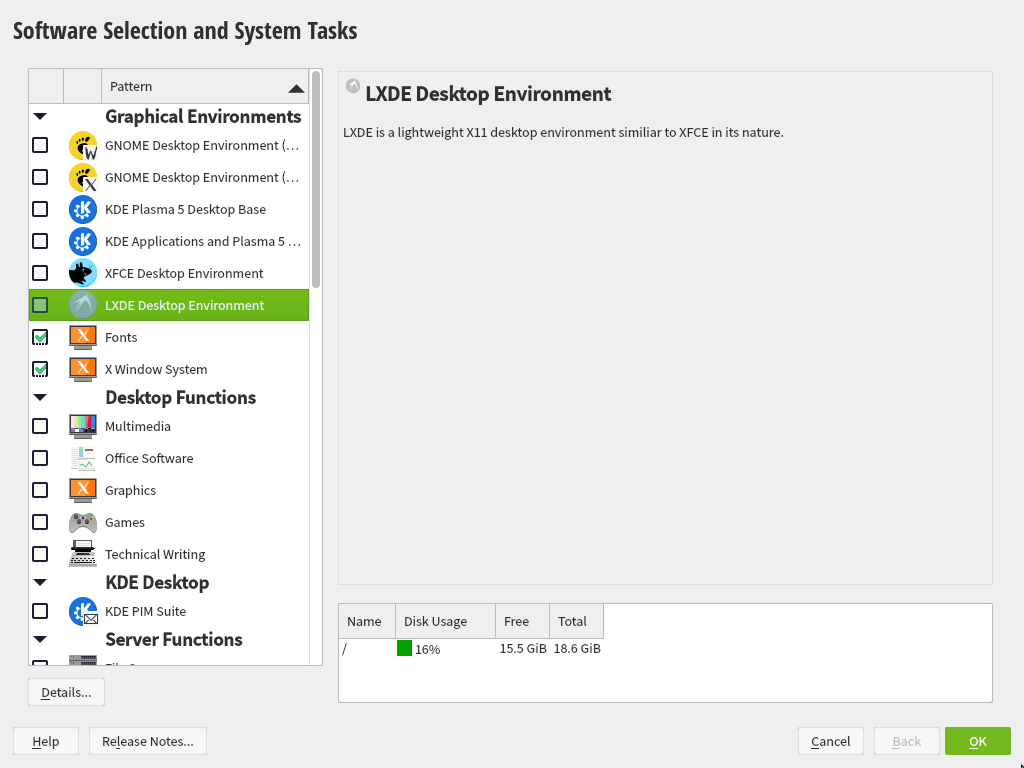 Software Selection and System Tasks
Pattern
Graphical Environments
GNOME Desktop Environment (...
GNOME Desktop Environment (...
KDE Plasma 5 Desktop Base
KDE Applications and Plasma 5 ...
XFCE Desktop Environment
LXDE Desktop Environment
Fonts
X Window System
Desktop Functions
Multimedia
Office Software
Graphics
Games
Technical Writing
KDE Desktop
KDE PIM Suite
Server Functions
Details...
LXDE Desktop Environment
LXDE is a lightweight X11 desktop environment similiar to XFCE in its nature.
Name Disk Usage Free Total
/ 16% 15.5 GiB 18.6 GiB
Help Release Notes... Cancel Back OK